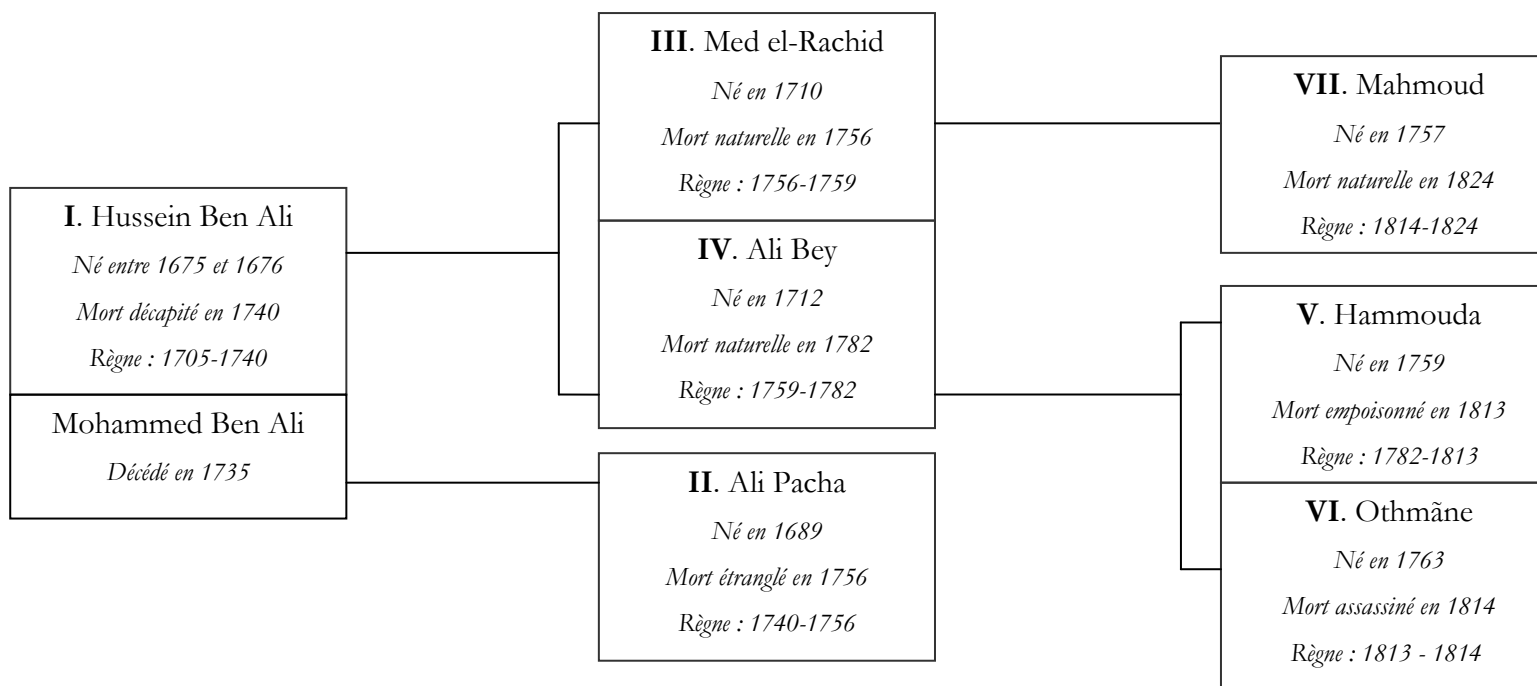 I. Hussein Ben Ali
Né entre 1675 et 1676
Mort décapité en 1740
Règne : 1705-1740
Mohammed Ben Ali
Décédé en 1735
III. Med el-Rachid
Né en 1710
Mort naturelle en 1756
Règne : 1756-1759
IV. Ali Bey
Né en 1712
Mort naturelle en 1782
Règne : 1759-1782
II. Ali Pacha
Né en 1689
Mort étranglé en 1756
Règne : 1740-1756
VII. Mahmoud
Né en 1757
Mort naturelle en 1824
Règne : 1814-1824
V. Hammouda
Né en 1759
Mort empoisonné en 1813
Règne : 1782-1813
VI. Othmãne
Né en 1763
Mort assassiné en 1814
Règne : 1813 - 1814